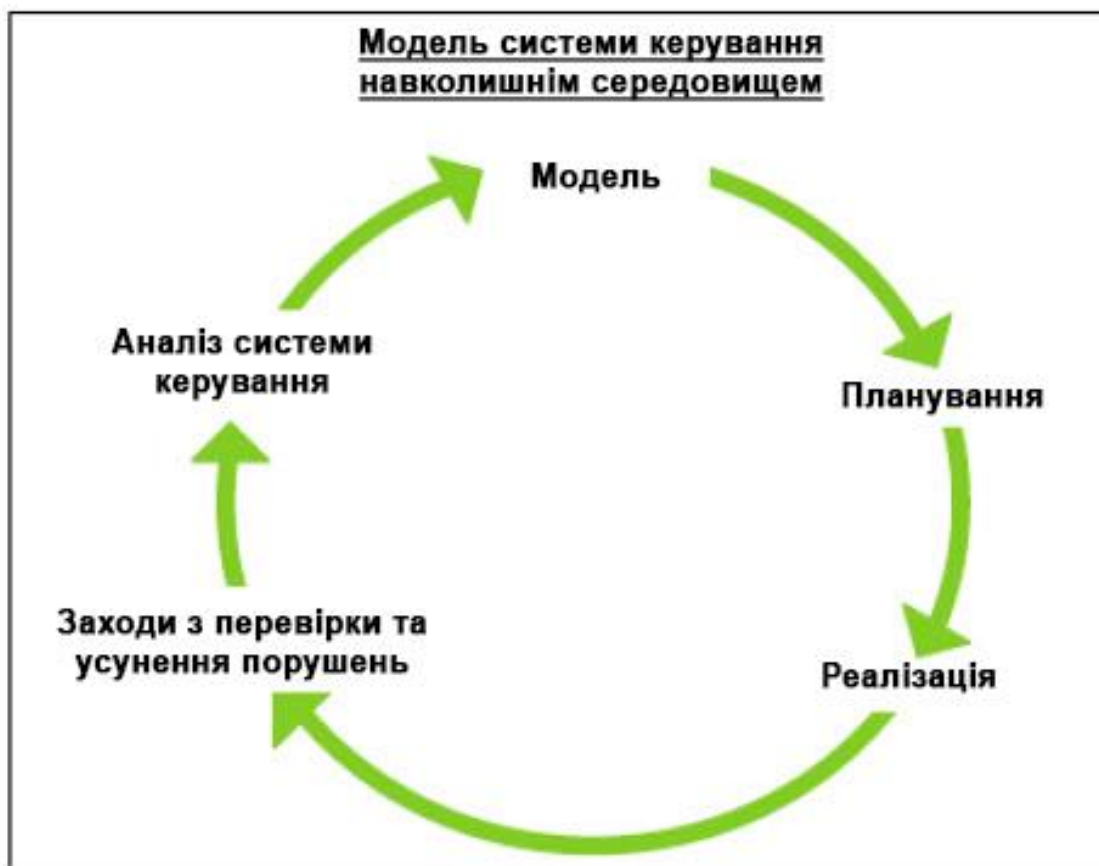 Модель системи керування
навколишнім середовищем
Модель
Планування
Реалізація
Заходи з перевірки та
усунення порушень
Аналіз системи
керування